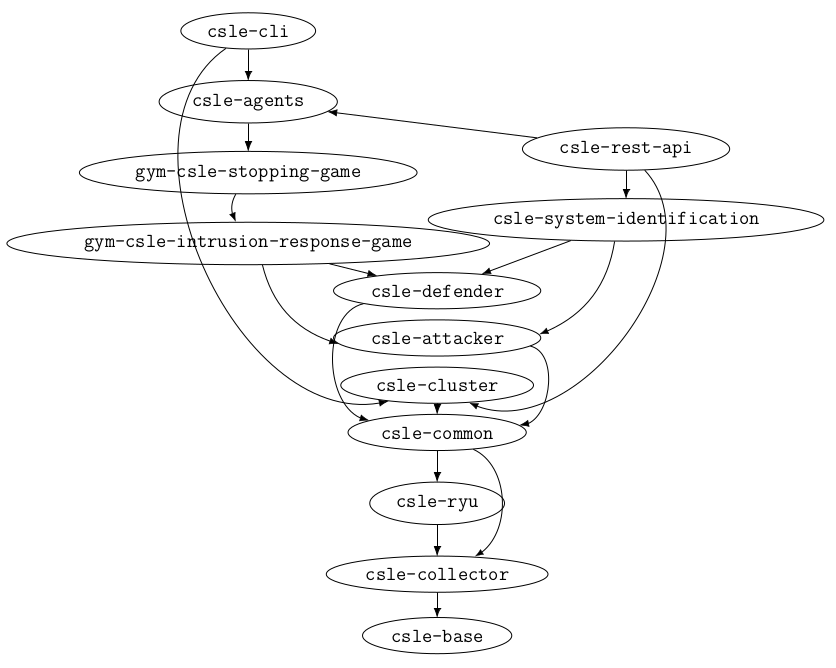 csle-cli
csle-agents
csle-rest-api
gym-csle-stopping-game
csle-system-identification
gym-csle-intrusion-response-game
csle-defender
csle-attacker
csle-cluster
csle-common
csle-ryu
csle-collector
csle-base